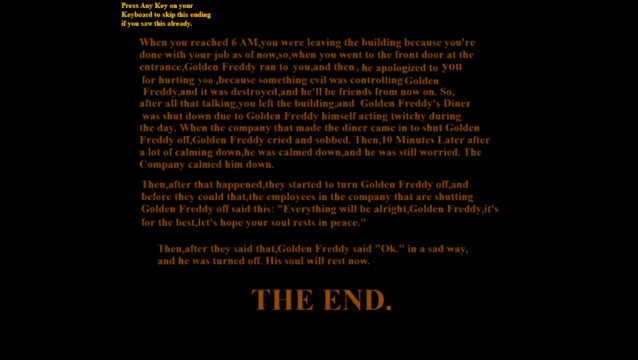 Press Any Key on your
Keyboard to skip this ending
if you saw this already.
When you reached 6 AM,you were leaving the building because you're
done with your job as of now,so,when you went to the front door at the
entrance,Golden Freddy ran to you,and then, he apologized to you
for hurting you ,because something evil was controlling Golden
Freddy,and it was destroyed,and he'll be friends from now on. So,
after all that talking,you left the building,and Golden Freddy's Diner
was shut down due to Golden Freddy himself acting twitchy during
the day. When the company that made the diner came in to shut Golden
Freddy off,Golden Freddy cried and sobbed. Then,10 Minutes Later after
a lot of calming down,he was calmed down,and he was still worried. The
Company calmed him down.
Then,after that happened,they started to turn Golden Freddy off,and
before they could that,the employees in the company that are shutting
Golden Freddy off said this: "Everything will be alright,Golden Freddy,it's
for the best,let's hope your soul rests in peace."
Then,after they said that,Golden Freddy said "Ok." in a sad way,
and he was turned off. His soul will rest now.
THE END.